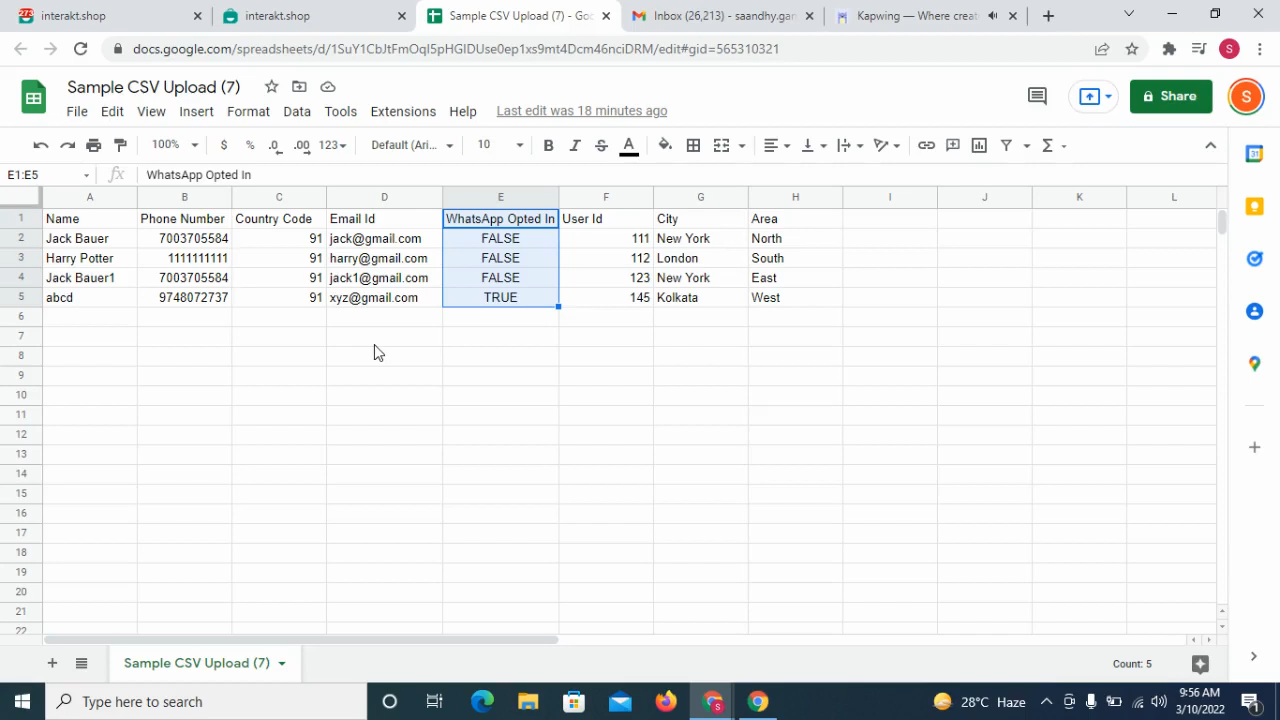 273 interakt.shop
interakt.shop
Sample CSV Upload (7) - Goo
Inbox (26,213) - saandhy.gan
Kapwing — Where creat
docs.google.com/spreadsheets/d/1SuY1CbJtFmOqI5pHGIDUse0ep1xs9mt4Dcm46nciDRM/edit#gid=565310321
S
Sample CSV Upload (7)
File Edit View Insert Format Data Tools Extensions Help Last edit was 18 minutes ago
Share
S
100% $ % .0 .00 123 Default (Ari... 10 B I S A
E1:E5 fx WhatsApp Opted In
A B C D E F G H I J K L
1 Name Phone Number Country Code Email Id WhatsApp Opted In User Id City Area
2 Jack Bauer 7003705584 91 jack@gmail.com FALSE 111 New York North
3 Harry Potter 1111111111 91 harry@gmail.com FALSE 112 London South
4 Jack Bauer1 7003705584 91 jack1@gmail.com FALSE 123 New York East
5 abcd 9748072737 91 xyz@gmail.com TRUE 145 Kolkata West
6
7
8
9
10
11
12
13
14
15
16
17
18
19
20
21
22
Sample CSV Upload (7)
Count: 5
Type here to search
28°C Haze
9:56 AM
3/10/2022
1